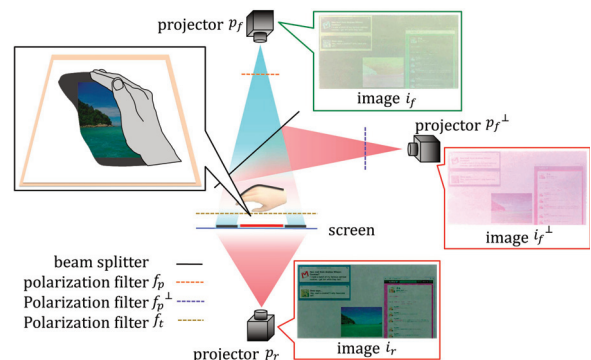 projector p_f
image i_f
projector p_f^⊥
image i_f^⊥
screen
beam splitter
polarization filter f_p
Polarization filter f_p^⊥
Polarization filter f_t
projector p_r
image i_r